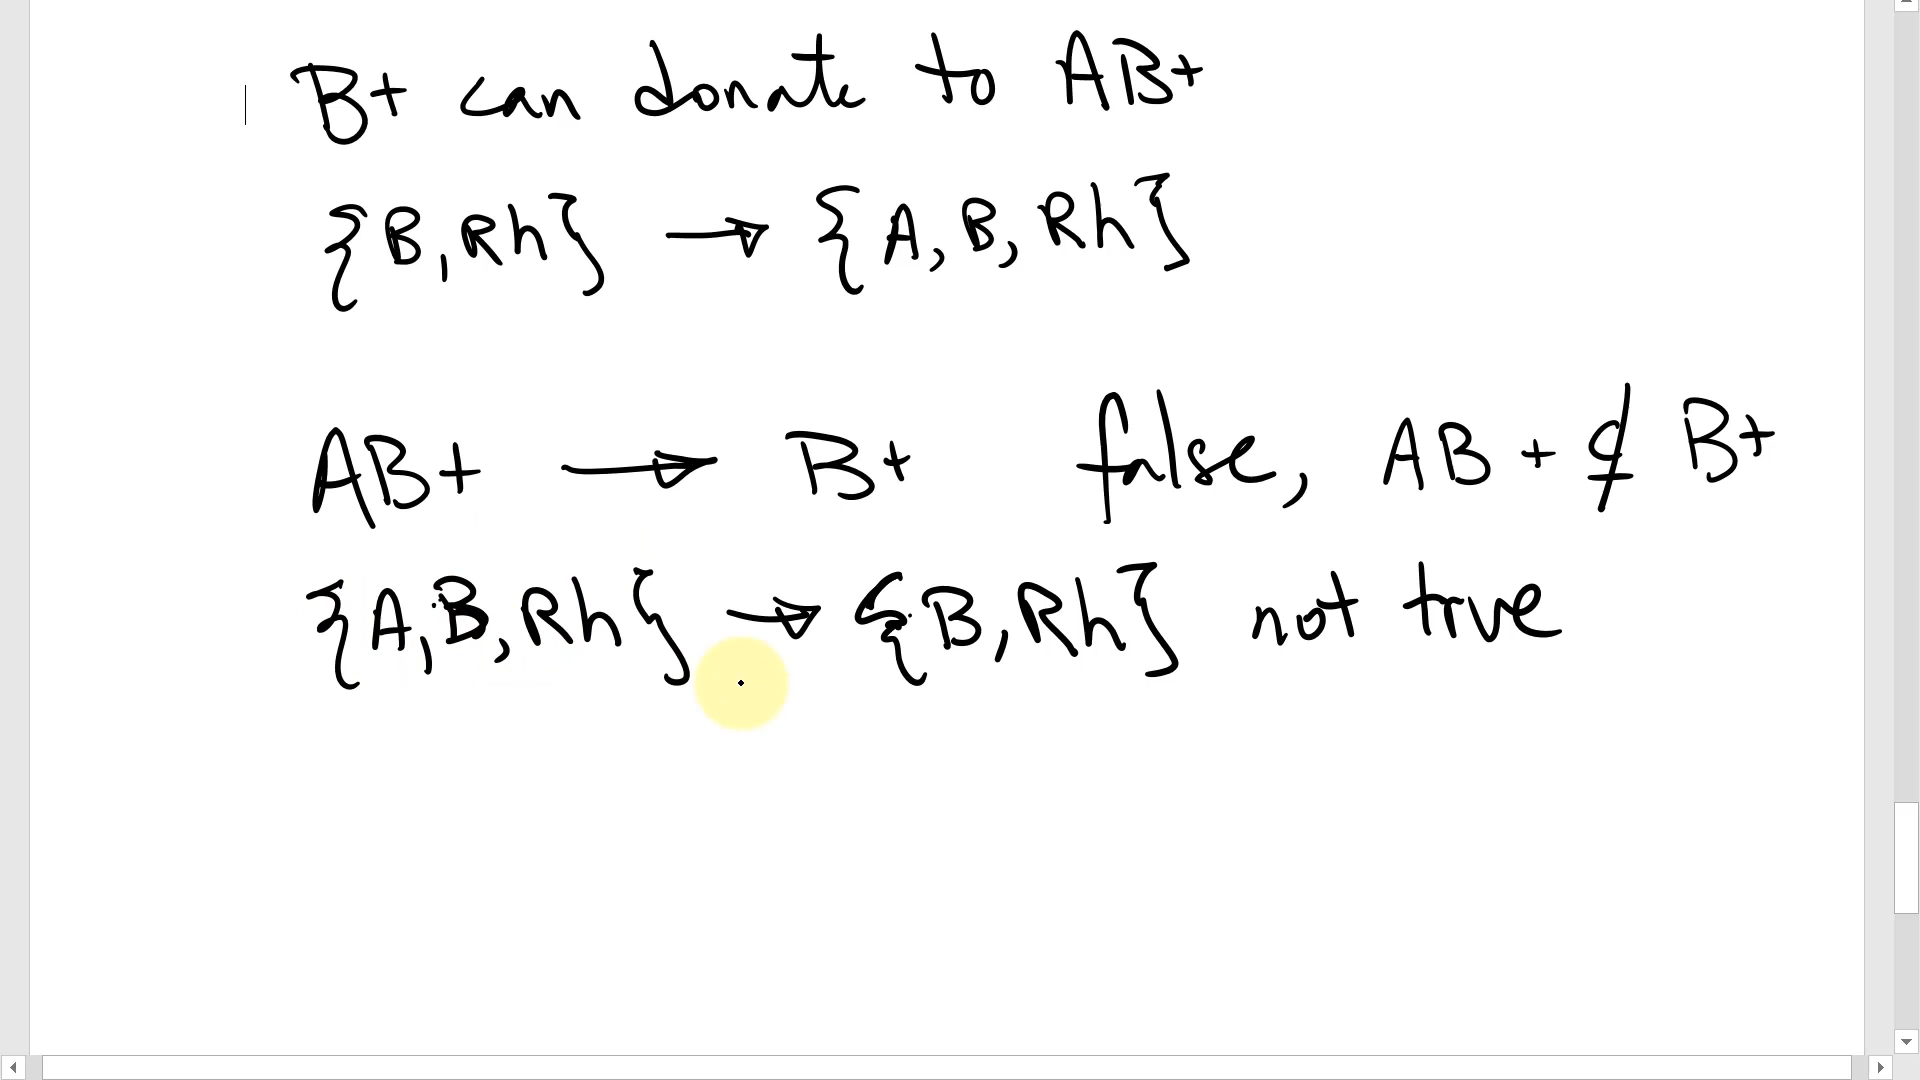 B+ can donate to AB+
{B, Rh} → {A, B, Rh}
AB+ → B+ false, AB+ ⊄ B+
{A, B, Rh} → {B, Rh} not true